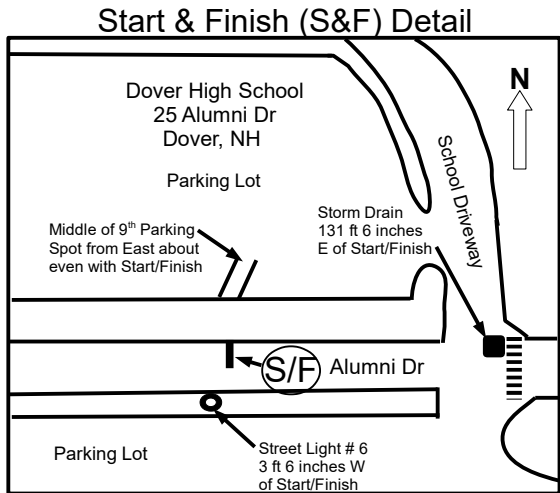 Start & Finish (S&F) Detail
Dover High School
25 Alumni Dr
Dover, NH
Parking Lot
N
School Driveway
Storm Drain
131 ft 6 inches
E of Start/Finish
Middle of 9th Parking
Spot from East about
even with Start/Finish
S/F
Alumni Dr
Parking Lot
Street Light # 6
3 ft 6 inches W
of Start/Finish